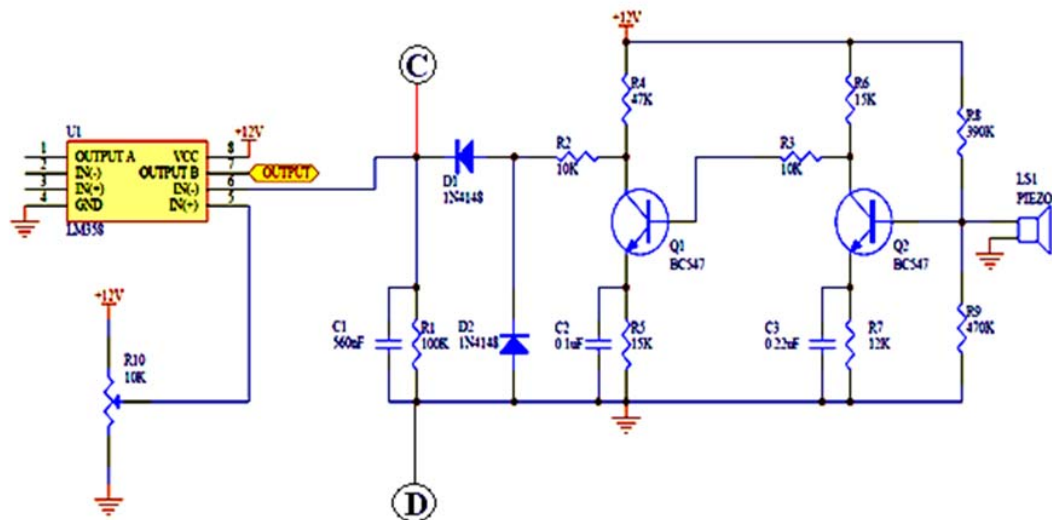 C
+12V
R4
47K
R6
15K
R8
390K
U1
+12V
1
OUTPUT A
VCC
8
2
IN(-)
OUTPUT B
7
OUTPUT
3
IN(+)
IN(-)
6
4
GND
IN(+)
5
LM358
D1
1N4148
R2
10K
R3
10K
LS1
PIEZO
Q1
BC547
Q2
BC547
+12V
R10
10K
C1
560nF
R1
100K
D2
1N4148
C2
0.1uF
R5
15K
C3
0.22uF
R7
12K
R9
470K
D